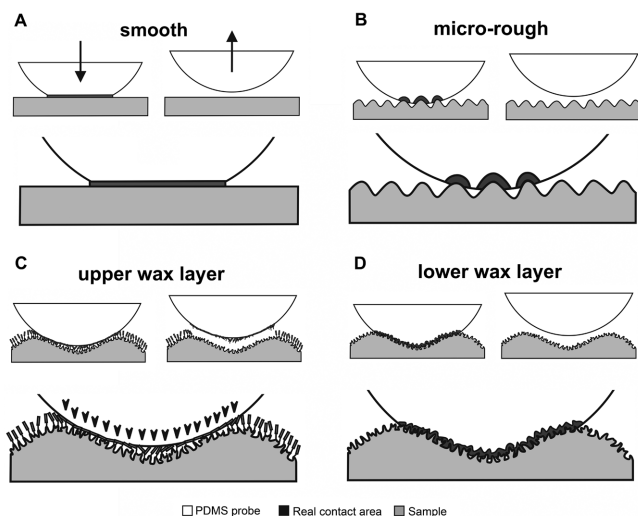 A
smooth
B
micro-rough
C
upper wax layer
D
lower wax layer
PDMS probe
Real contact area
Sample